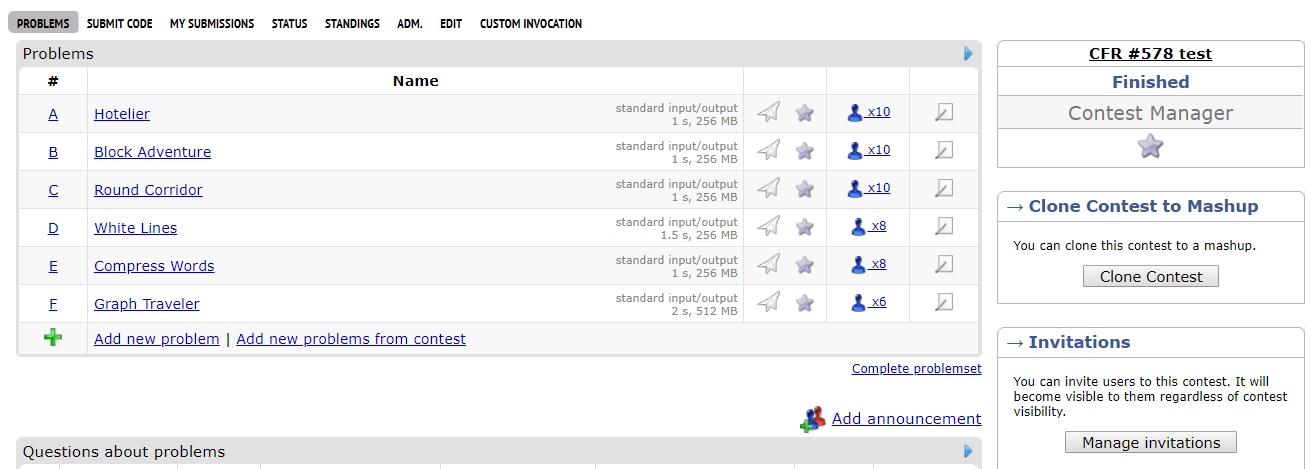 PROBLEMS SUBMIT CODE MY SUBMISSIONS STATUS STANDINGS ADM. EDIT CUSTOM INVOCATION
Problems
# Name
A Hotelier standard input/output
1 s, 256 MB
x10
B Block Adventure standard input/output
1 s, 256 MB
x10
C Round Corridor standard input/output
1 s, 256 MB
x10
D White Lines standard input/output
1.5 s, 256 MB
x8
E Compress Words standard input/output
1 s, 256 MB
x8
F Graph Traveler standard input/output
2 s, 512 MB
x6
Add new problem | Add new problems from contest
Complete problemset
Add announcement
Questions about problems
CFR #578 test
Finished
Contest Manager
→ Clone Contest to Mashup
You can clone this contest to a mashup.
Clone Contest
→ Invitations
You can invite users to this contest. It will
become visible to them regardless of contest
visibility.
Manage invitations